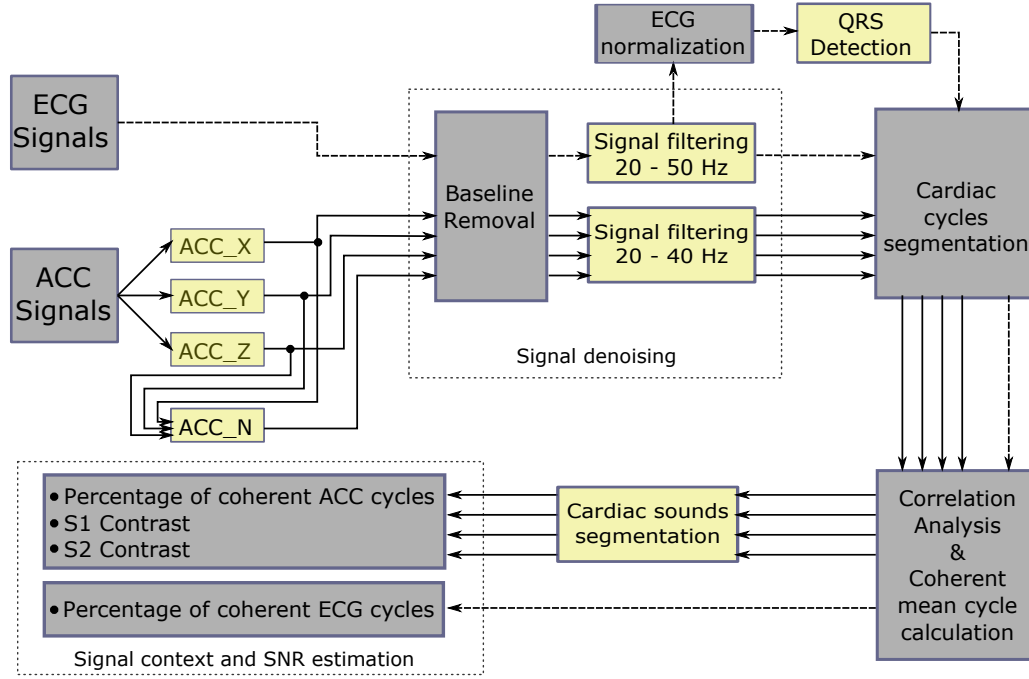 ECG
normalization
QRS
Detection
ECG
Signals
Signal filtering
20 - 50 Hz
Baseline
Removal
Cardiac
cycles
segmentation
ACC
Signals
ACC_X
ACC_Y
ACC_Z
ACC_N
Signal filtering
20 - 40 Hz
Signal denoising
• Percentage of coherent ACC cycles
• S1 Contrast
• S2 Contrast
Cardiac sounds
segmentation
Correlation
Analysis
&
Coherent
mean cycle
calculation
• Percentage of coherent ECG cycles
Signal context and SNR estimation